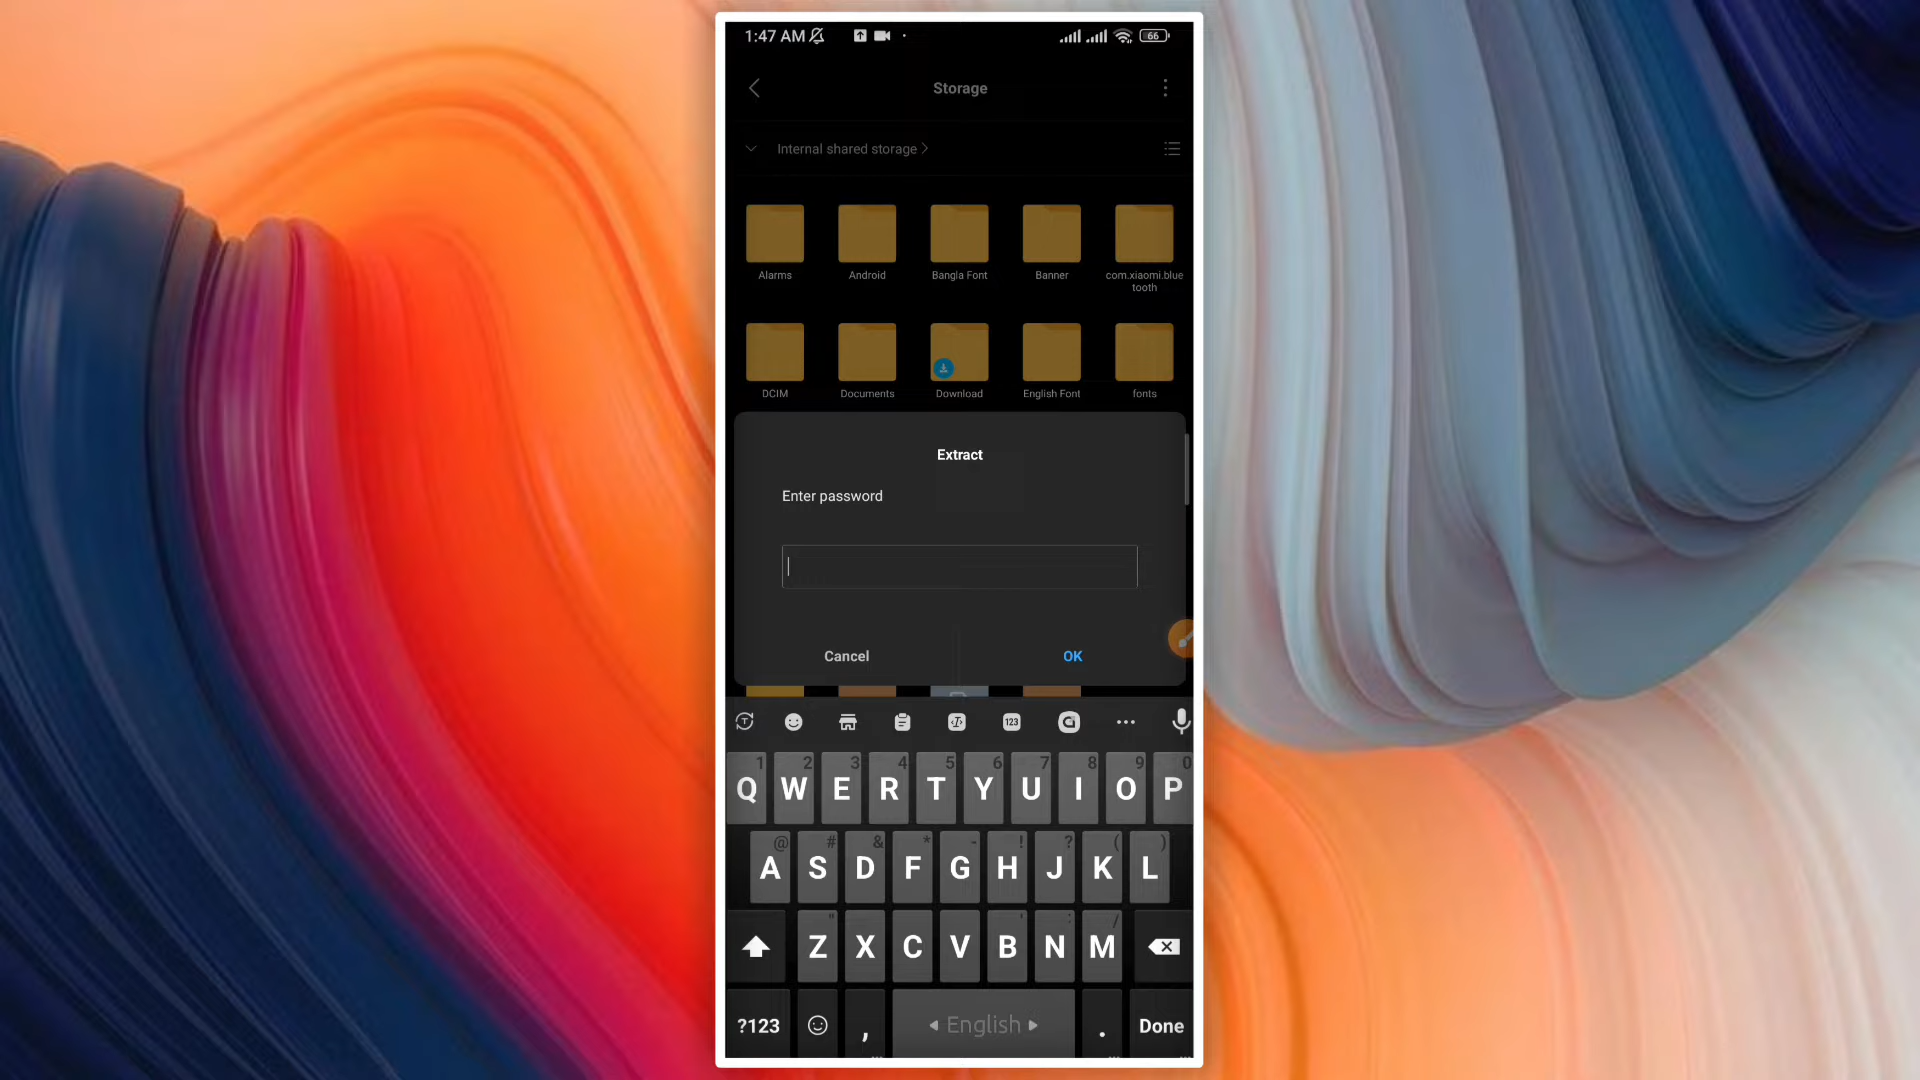 1:47 AM
66
Storage
Internal shared storage >
Alarms
Android
Bangla Font
Banner
com.xiaomi.blue
tooth
DCIM
Documents
Download
English Font
fonts
Extract
Enter password
Cancel
OK
123
1 2 3 4 5 6 7 8 9 0
Q W E R T Y U I O P
@ # & * - ! ? ( )
A S D F G H J K L
" ' : /
Z X C V B N M
?123 , English . Done